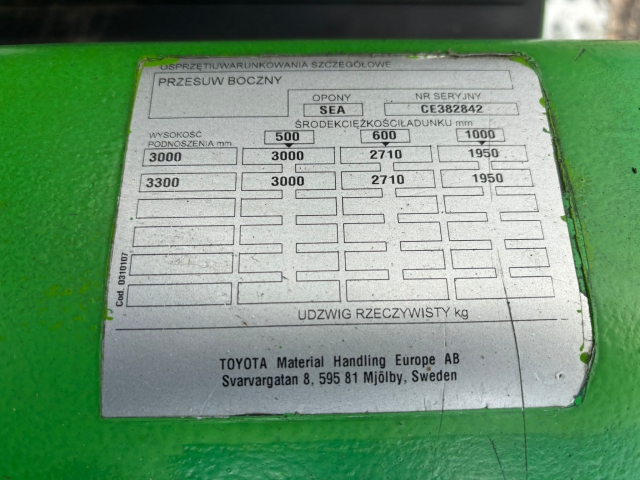 OSPRZĘTIUWARUNKOWANIA SZCZEGÓŁOWE
PRZESUW BOCZNY
OPONY NR SERYJNY
SEA CE382842
ŚRODEKCIĘŻKOŚCIŁADUNKU mm
WYSOKOŚĆ PODNOSZENIA mm 500 600 1000
3000 3000 2710 1950
3300 3000 2710 1950
Cod. 0310107
UDZWIG RZECZYWISTY kg
TOYOTA Material Handling Europe AB
Svarvargatan 8, 595 81 Mjölby, Sweden